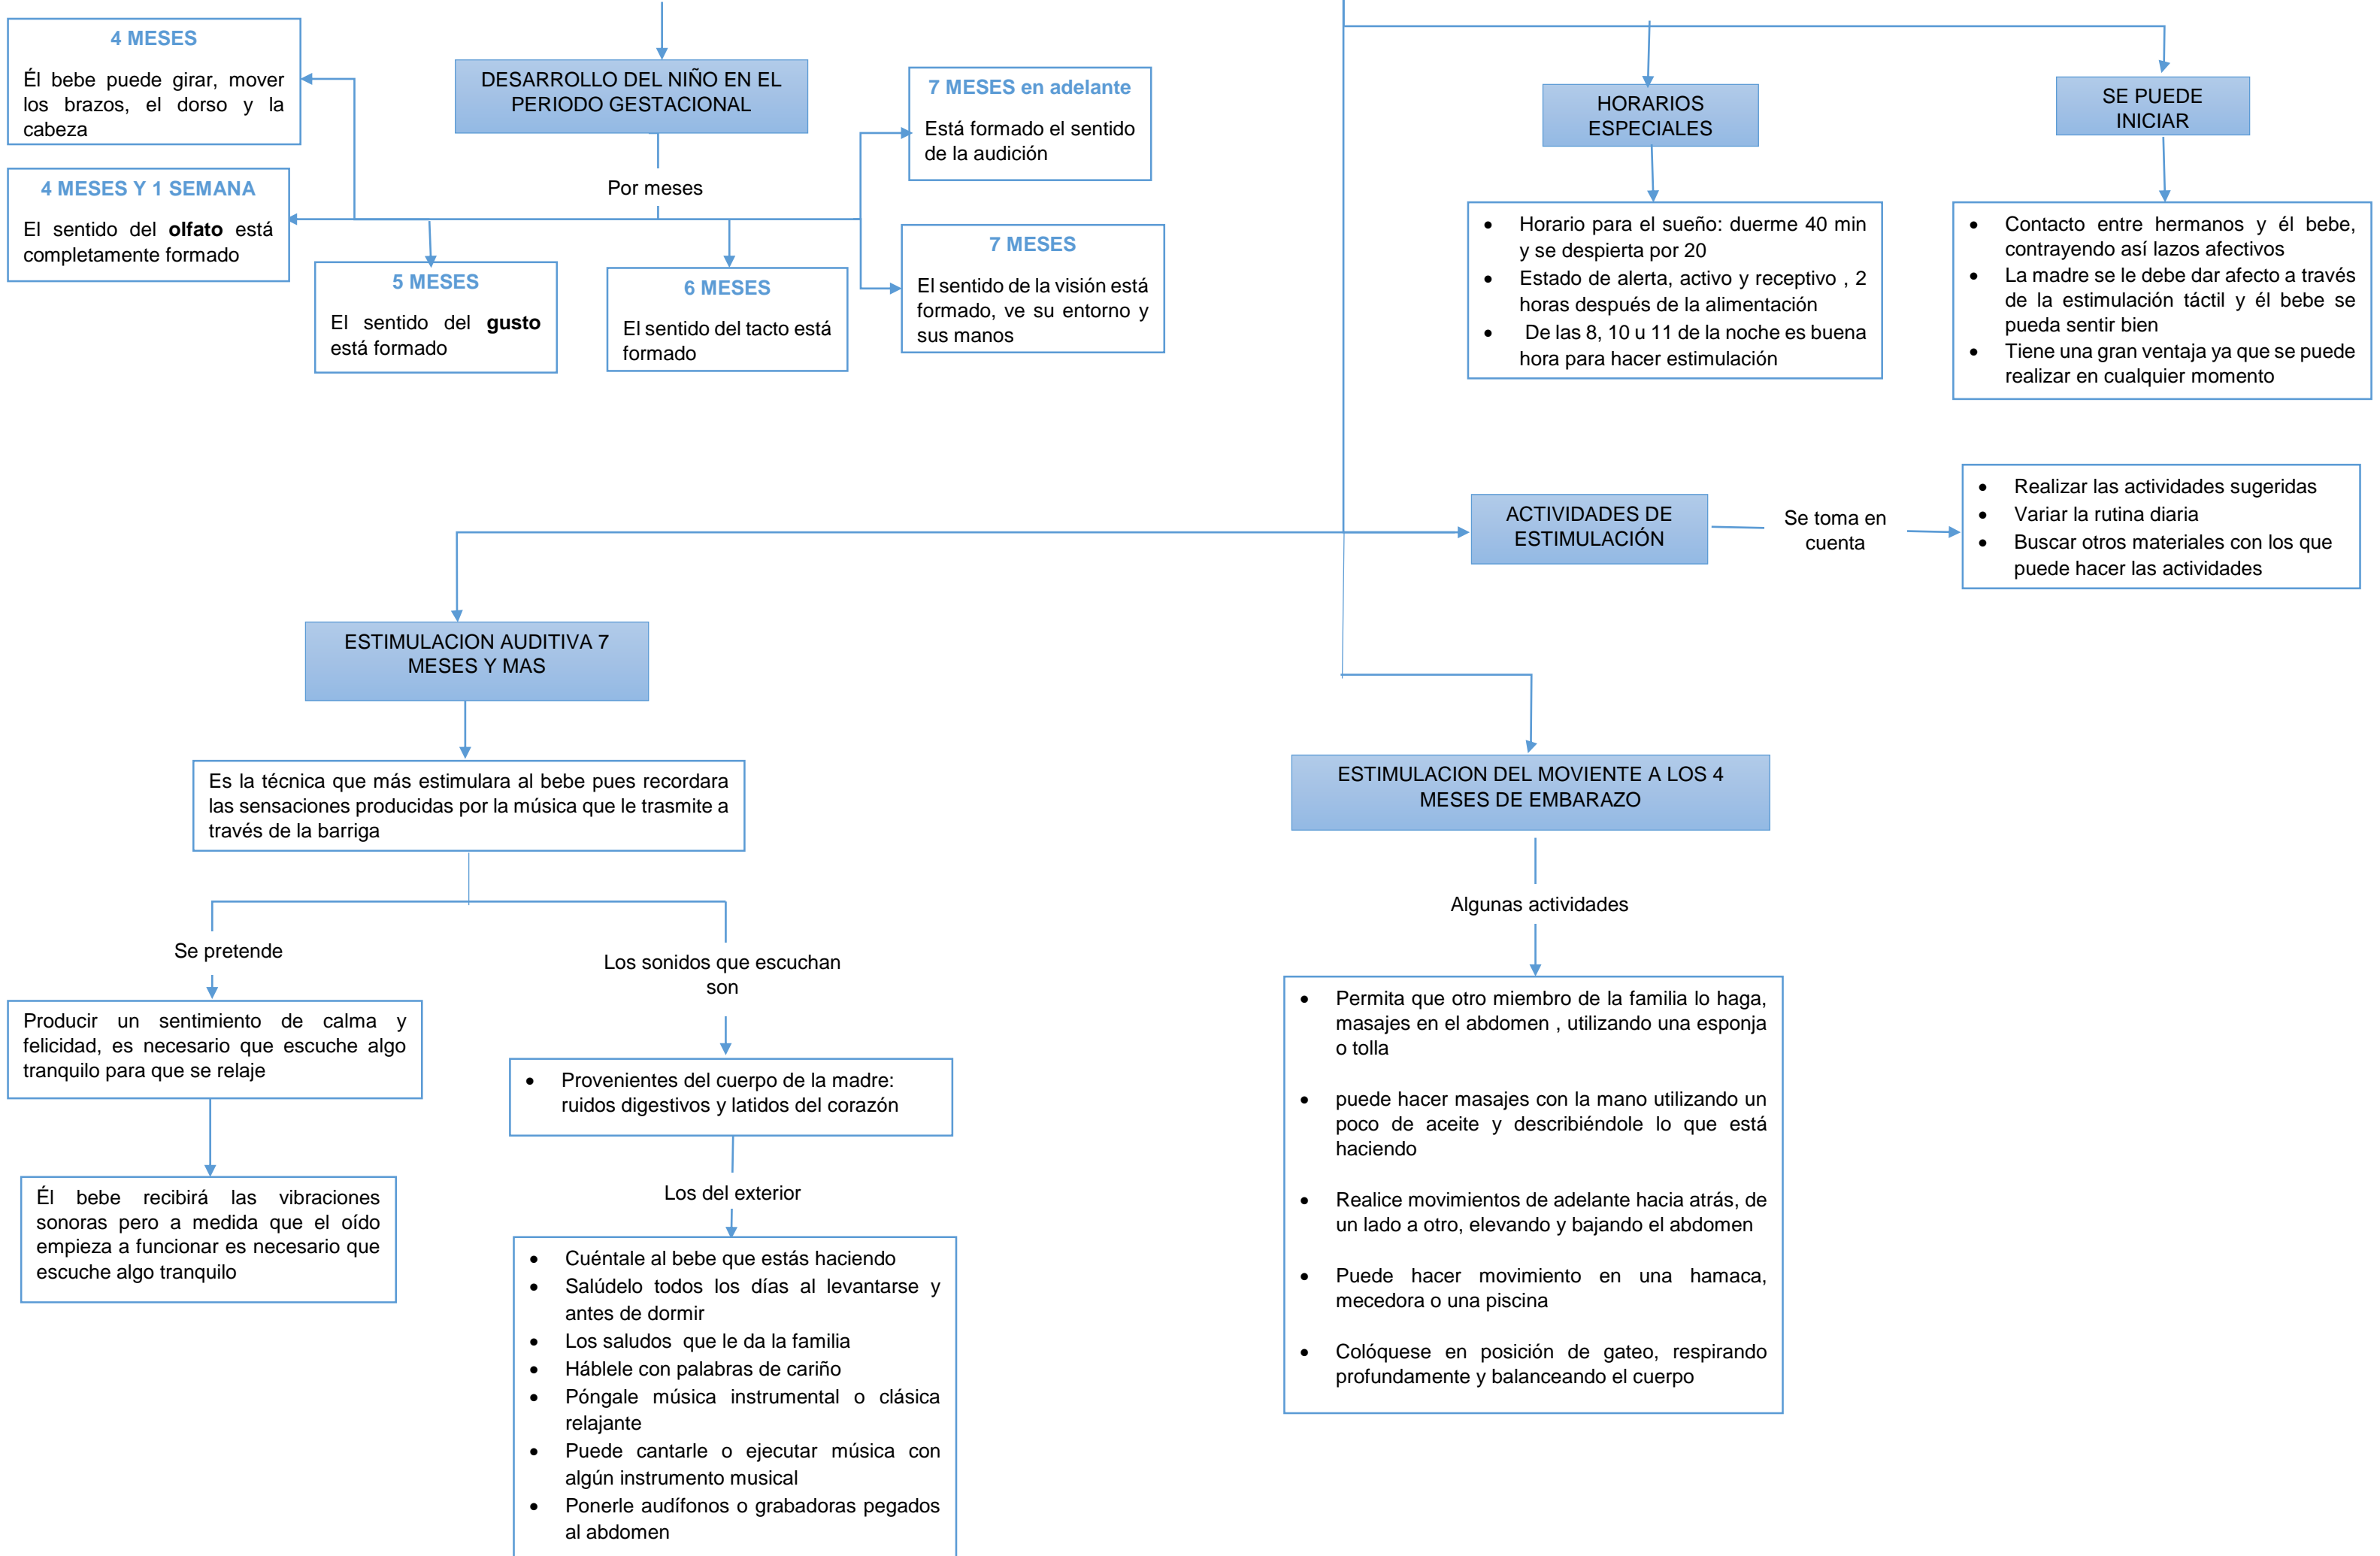 4 MESES
Él bebe puede girar, mover
los brazos, el dorso y la
cabeza
DESARROLLO DEL NIÑO EN EL
PERIODO GESTACIONAL
7 MESES en adelante
Está formado el sentido
de la audición
4 MESES Y 1 SEMANA
El sentido del olfato está
completamente formado
Por meses
5 MESES
El sentido del gusto
está formado
6 MESES
El sentido del tacto está
formado
7 MESES
El sentido de la visión está
formado, ve su entorno y
sus manos
HORARIOS
ESPECIALES
• Horario para el sueño: duerme 40 min
y se despierta por 20
• Estado de alerta, activo y receptivo , 2
horas después de la alimentación
• De las 8, 10 u 11 de la noche es buena
hora para hacer estimulación
SE PUEDE
INICIAR
• Contacto entre hermanos y él bebe,
contrayendo así lazos afectivos
• La madre se le debe dar afecto a través
de la estimulación táctil y él bebe se
pueda sentir bien
• Tiene una gran ventaja ya que se puede
realizar en cualquier momento
ACTIVIDADES DE
ESTIMULACIÓN
Se toma en
cuenta
• Realizar las actividades sugeridas
• Variar la rutina diaria
• Buscar otros materiales con los que
puede hacer las actividades
ESTIMULACION AUDITIVA 7
MESES Y MAS
Es la técnica que más estimulara al bebe pues recordara
las sensaciones producidas por la música que le trasmite a
través de la barriga
Se pretende
Producir un sentimiento de calma y
felicidad, es necesario que escuche algo
tranquilo para que se relaje
Él bebe recibirá las vibraciones
sonoras pero a medida que el oído
empieza a funcionar es necesario que
escuche algo tranquilo
Los sonidos que escuchan
son
• Provenientes del cuerpo de la madre:
ruidos digestivos y latidos del corazón
Los del exterior
• Cuéntale al bebe que estás haciendo
• Salúdelo todos los días al levantarse y
antes de dormir
• Los saludos que le da la familia
• Háblele con palabras de cariño
• Póngale música instrumental o clásica
relajante
• Puede cantarle o ejecutar música con
algún instrumento musical
• Ponerle audífonos o grabadoras pegados
al abdomen
ESTIMULACION DEL MOVIENTE A LOS 4
MESES DE EMBARAZO
Algunas actividades
• Permita que otro miembro de la familia lo haga,
masajes en el abdomen , utilizando una esponja
o tolla
• puede hacer masajes con la mano utilizando un
poco de aceite y describiéndole lo que está
haciendo
• Realice movimientos de adelante hacia atrás, de
un lado a otro, elevando y bajando el abdomen
• Puede hacer movimiento en una hamaca,
mecedora o una piscina
• Colóquese en posición de gateo, respirando
profundamente y balanceando el cuerpo